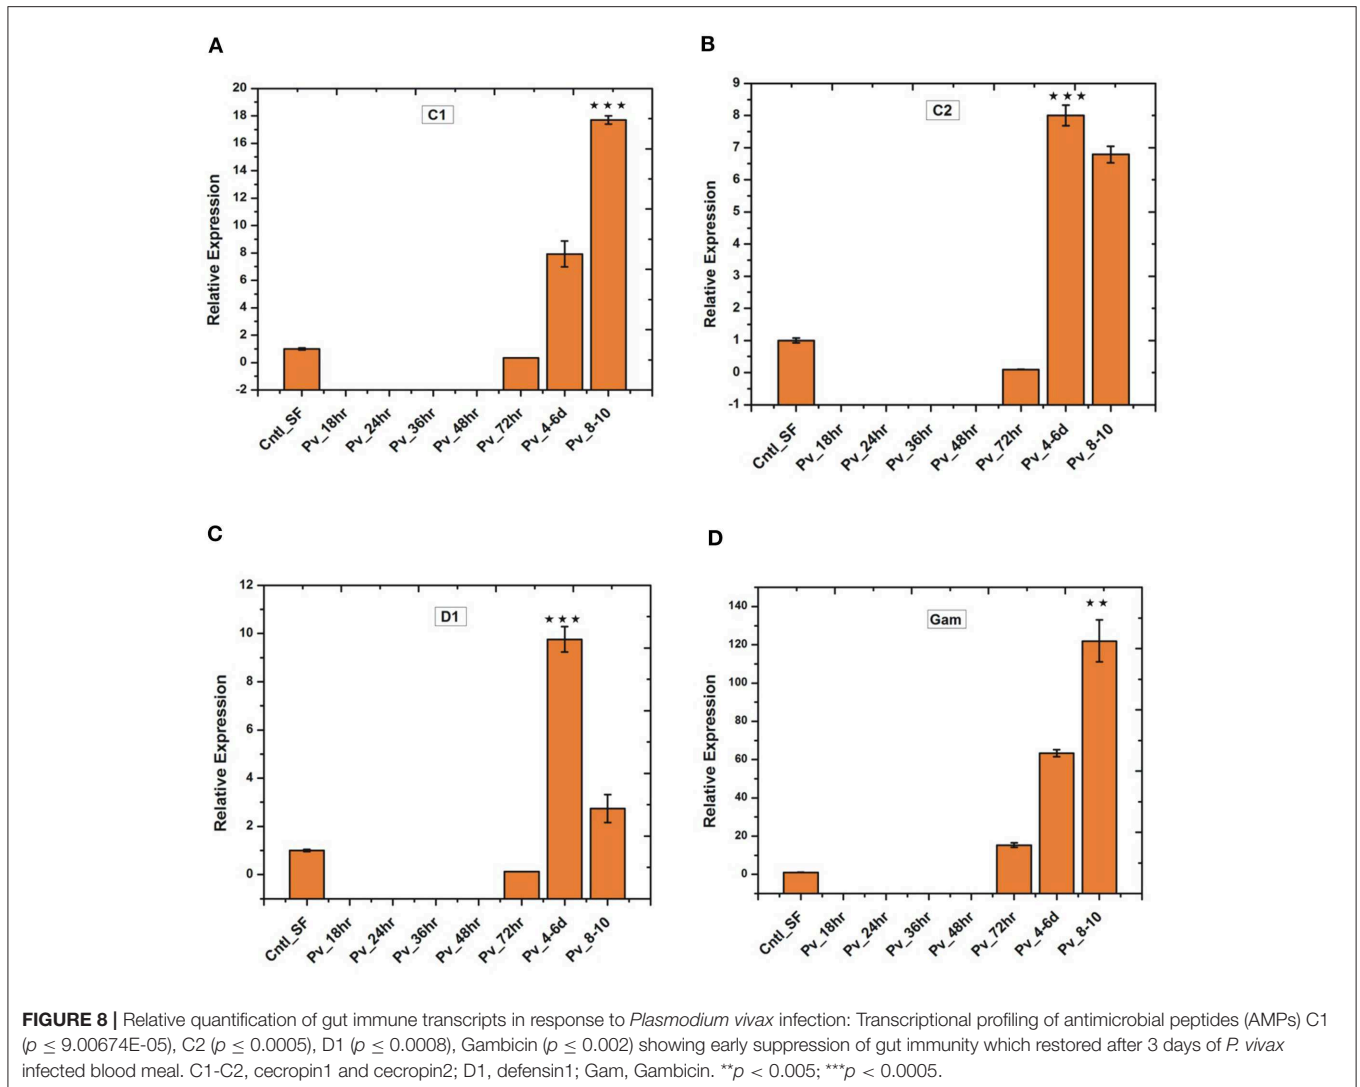 A
20
18
16
14
12
10
8
6
4
2
0
-2
Relative Expression
C1
★★★
Cntl_SF
Pv_18hr
Pv_24hr
Pv_36hr
Pv_48hr
Pv_72hr
Pv_4-6d
Pv_8-10
B
9
8
7
6
5
4
3
2
1
0
-1
Relative Expression
C2
★★★
Cntl_SF
Pv_18hr
Pv_24hr
Pv_36hr
Pv_48hr
Pv_72hr
Pv_4-6d
Pv_8-10
C
12
10
8
6
4
2
0
Relative Expression
D1
★★★
Cntl_SF
Pv_18hr
Pv_24hr
Pv_36hr
Pv_48hr
Pv_72hr
Pv_4-6d
Pv_8-10
D
140
120
100
80
60
40
20
0
Relative Expression
Gam
★★
Cntl_SF
Pv_18hr
Pv_24hr
Pv_36hr
Pv_48hr
Pv_72hr
Pv_4-6d
Pv_8-10
FIGURE 8 | Relative quantification of gut immune transcripts in response to Plasmodium vivax infection: Transcriptional profiling of antimicrobial peptides (AMPs) C1
(p ≤ 9.00674E-05), C2 (p ≤ 0.0005), D1 (p ≤ 0.0008), Gambicin (p ≤ 0.002) showing early suppression of gut immunity which restored after 3 days of P. vivax
infected blood meal. C1-C2, cecropin1 and cecropin2; D1, defensin1; Gam, Gambicin. **p < 0.005; ***p < 0.0005.